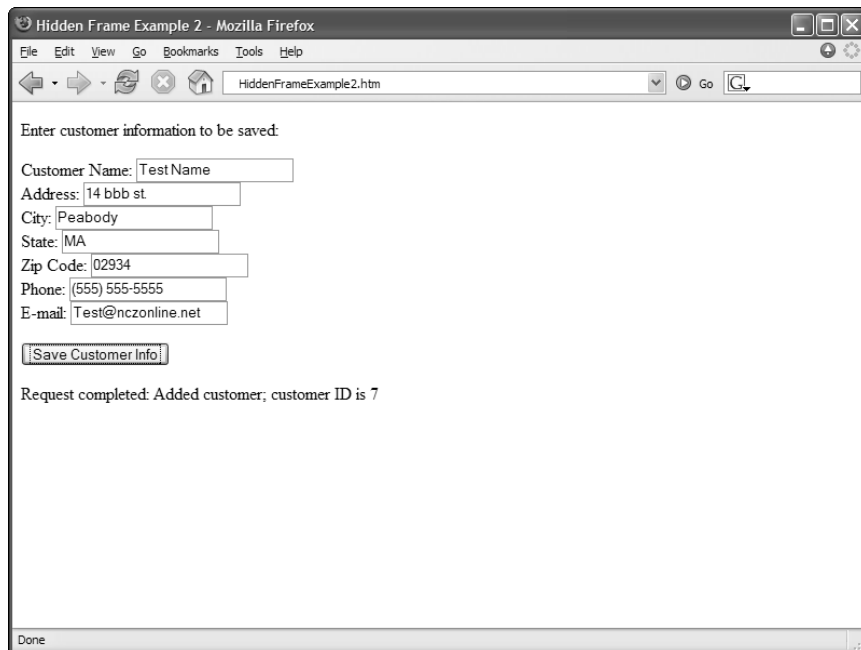 Hidden Frame Example 2 - Mozilla Firefox
File Edit View Go Bookmarks Tools Help
HiddenFrameExample2.htm Go G
Enter customer information to be saved:
Customer Name: Test Name
Address: 14 bbb st.
City: Peabody
State: MA
Zip Code: 02934
Phone: (555) 555-5555
E-mail: Test@nczonline.net
Save Customer Info
Request completed: Added customer; customer ID is 7
Done